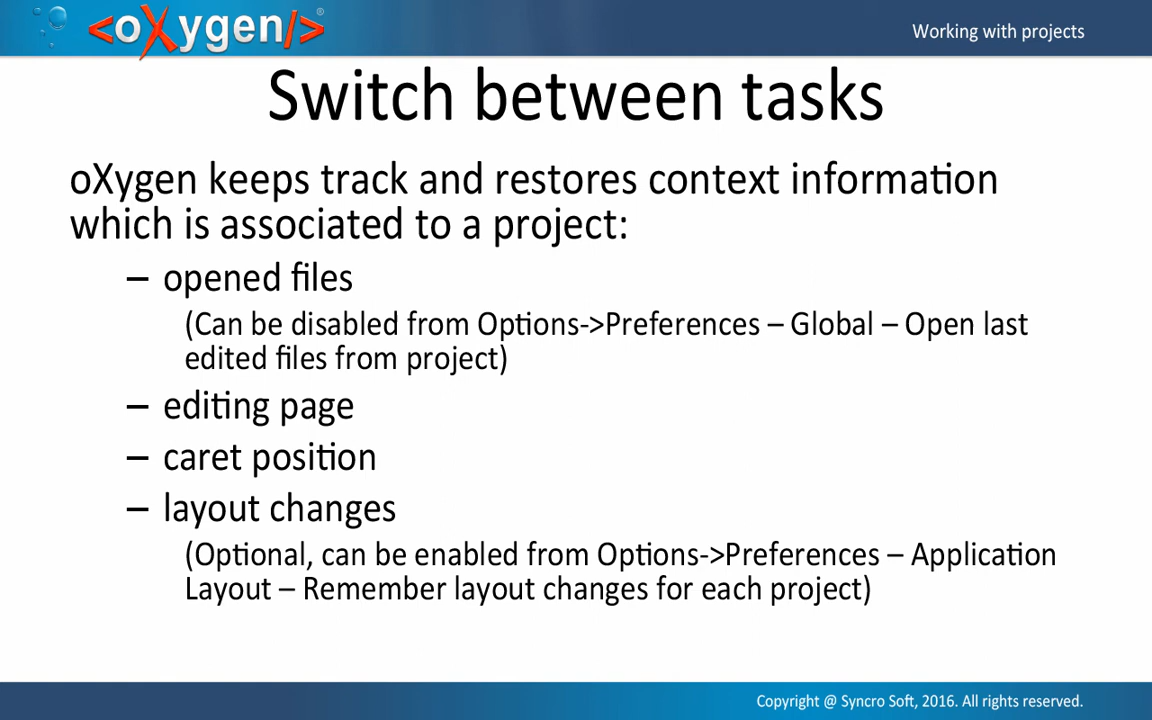 <oXygen/>®
Working with projects
Switch between tasks
oXygen keeps track and restores context information
which is associated to a project:
– opened files
(Can be disabled from Options->Preferences – Global – Open last
edited files from project)
– editing page
– caret position
– layout changes
(Optional, can be enabled from Options->Preferences – Application
Layout – Remember layout changes for each project)
Copyright @ Syncro Soft, 2016. All rights reserved.